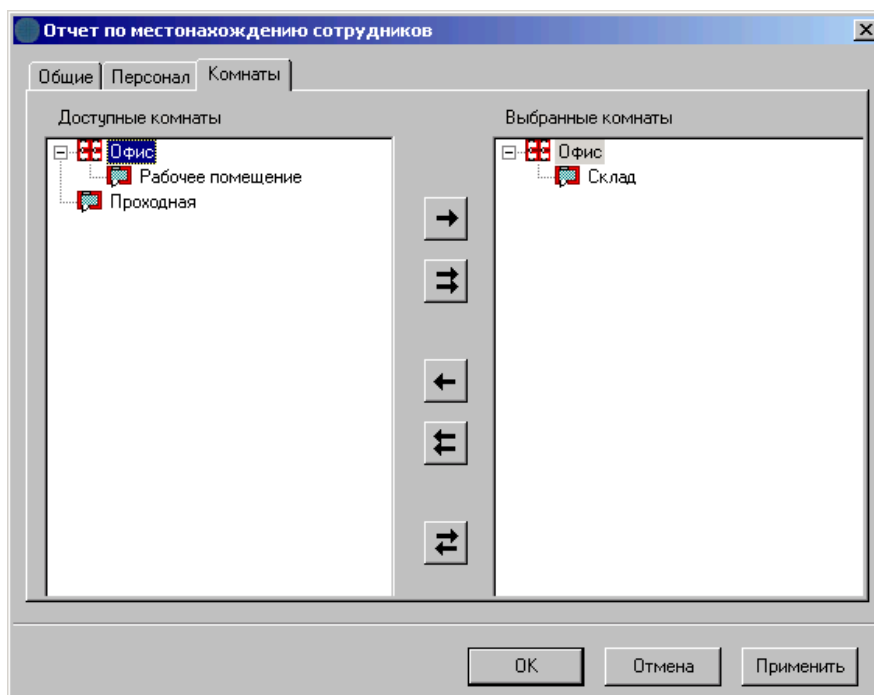 Отчет по местонахождению сотрудников
Общие Персонал Комнаты
Доступные комнаты
Офис
Рабочее помещение
Проходная
Выбранные комнаты
Офис
Склад
OK Отмена Применить